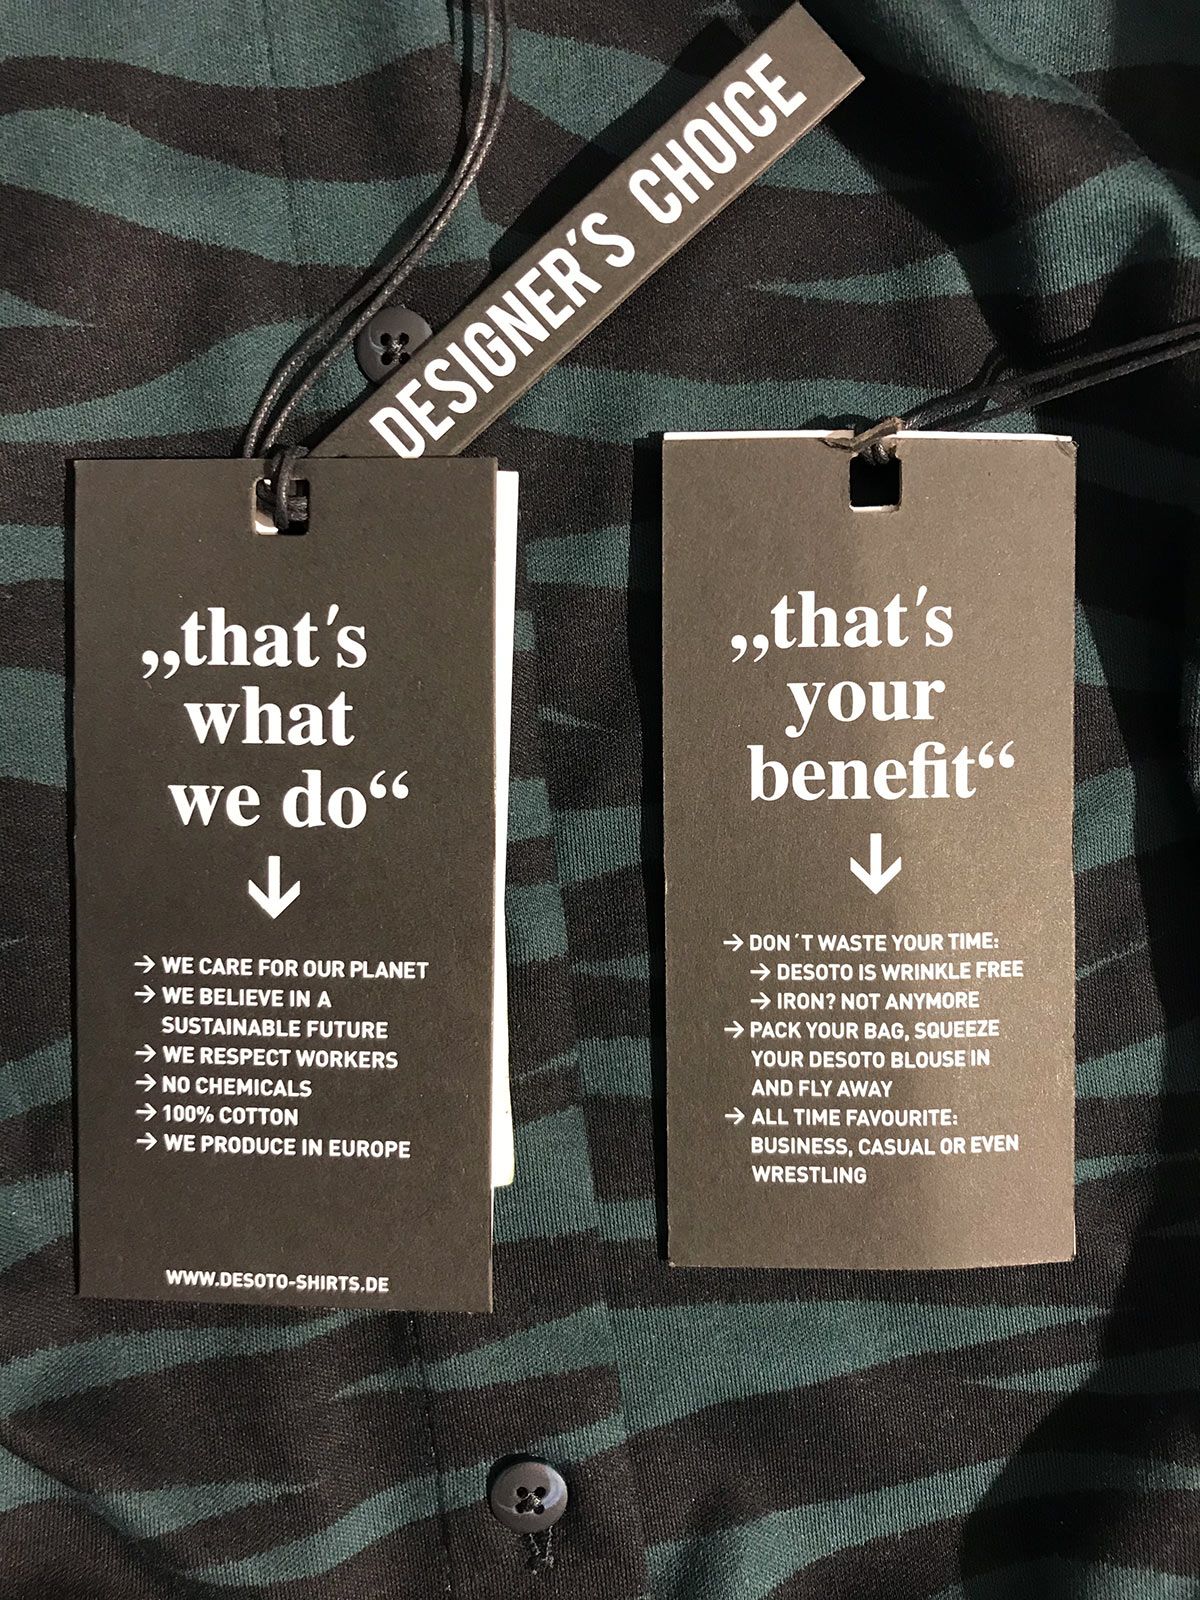 DESIGNER´S CHOICE
„that's
what
we do“
↓
→ WE CARE FOR OUR PLANET
→ WE BELIEVE IN A
SUSTAINABLE FUTURE
→ WE RESPECT WORKERS
→ NO CHEMICALS
→ 100% COTTON
→ WE PRODUCE IN EUROPE
WWW.DESOTO-SHIRTS.DE
„that's
your
benefit“
↓
→ DON´T WASTE YOUR TIME:
→ DESOTO IS WRINKLE FREE
→ IRON? NOT ANYMORE
→ PACK YOUR BAG, SQUEEZE
YOUR DESOTO BLOUSE IN
AND FLY AWAY
→ ALL TIME FAVOURITE:
BUSINESS, CASUAL OR EVEN
WRESTLING